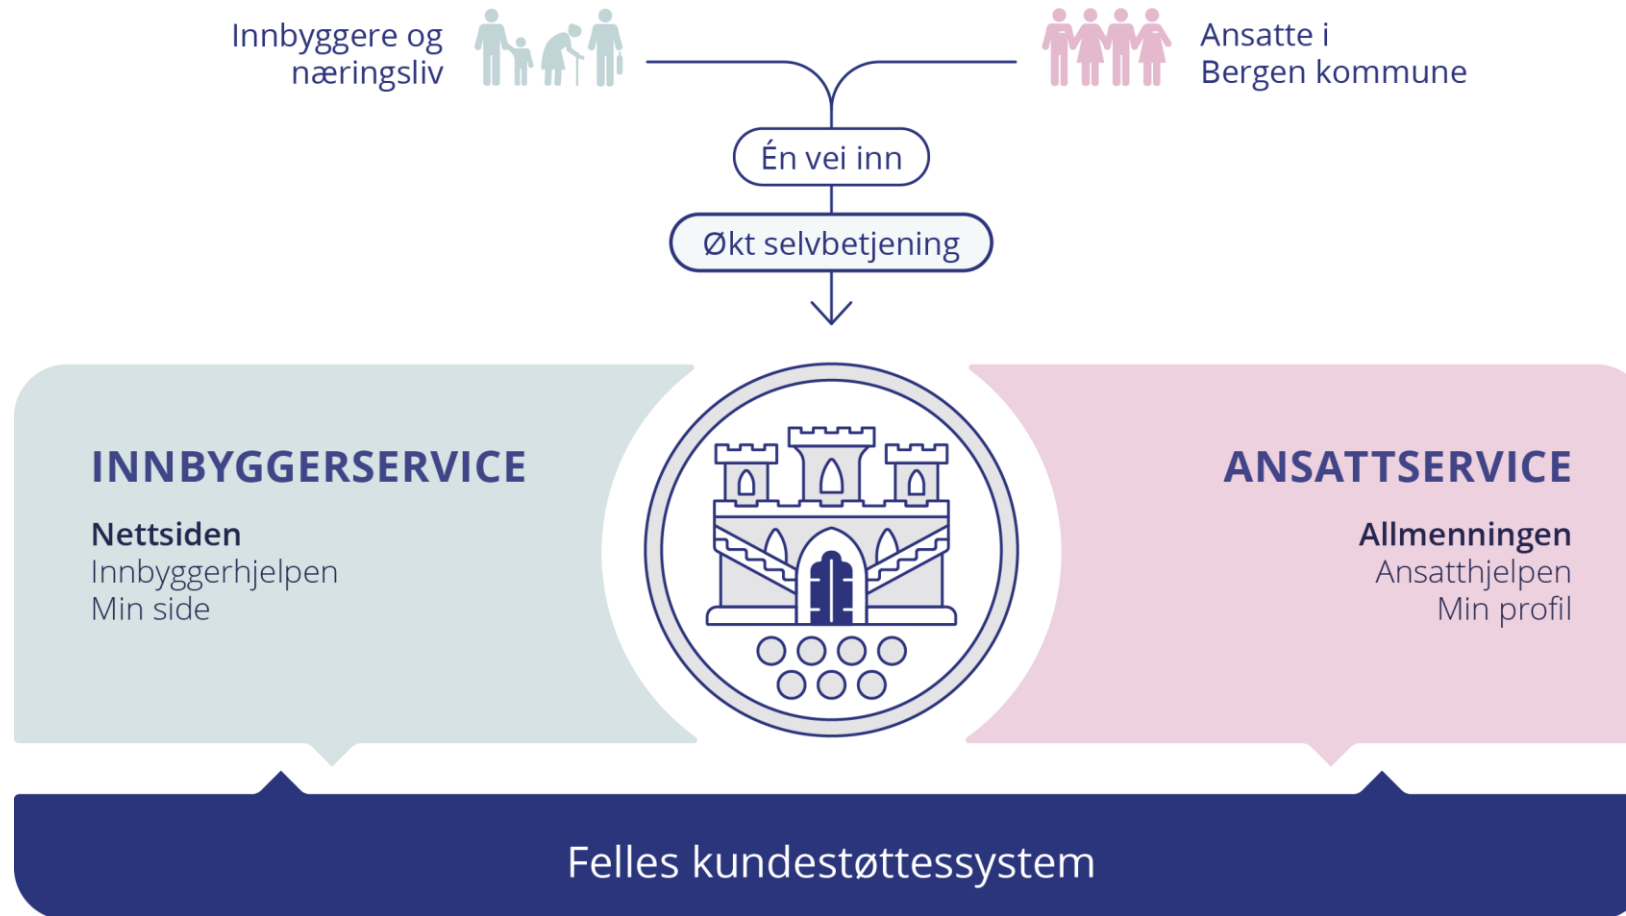 Innbyggere og
næringsliv
Ansatte i
Bergen kommune
Én vei inn
Økt selvbetjening
INNBYGGERSERVICE
Nettsiden
Innbyggerhjelpen
Min side
ANSATTSERVICE
Allmenningen
Ansatthjelpen
Min profil
Felles kundestøttessystem